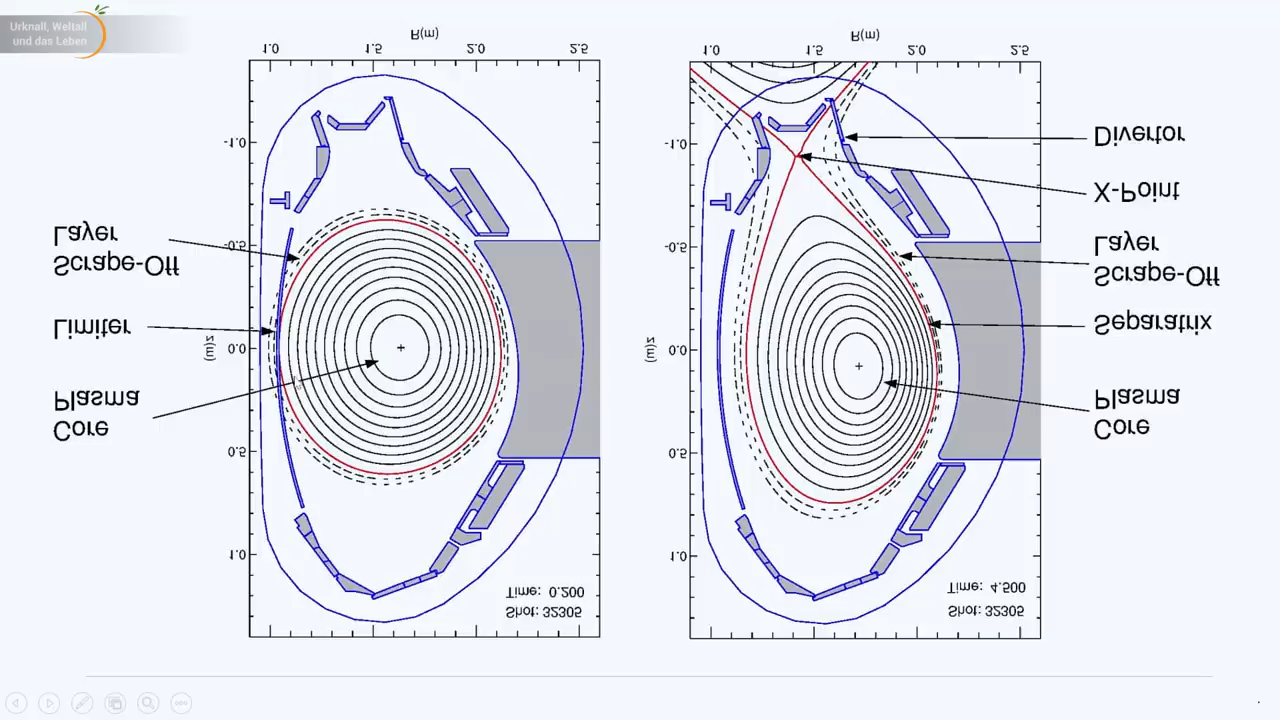 Urknall, Weltall
und das Leben
Shot: 32305
Time: 0.200
1.0
0.5
0.0
-0.5
-1.0
z(m)
1.0 1.5 2.0 2.5
R(m)
Core
Plasma
Limiter
Scrape-Off
Layer
Shot: 32305
Time: 4.500
1.0
0.5
0.0
-0.5
-1.0
z(m)
1.0 1.5 2.0 2.5
R(m)
Core
Plasma
Separatrix
Scrape-Off
Layer
X-Point
Divertor